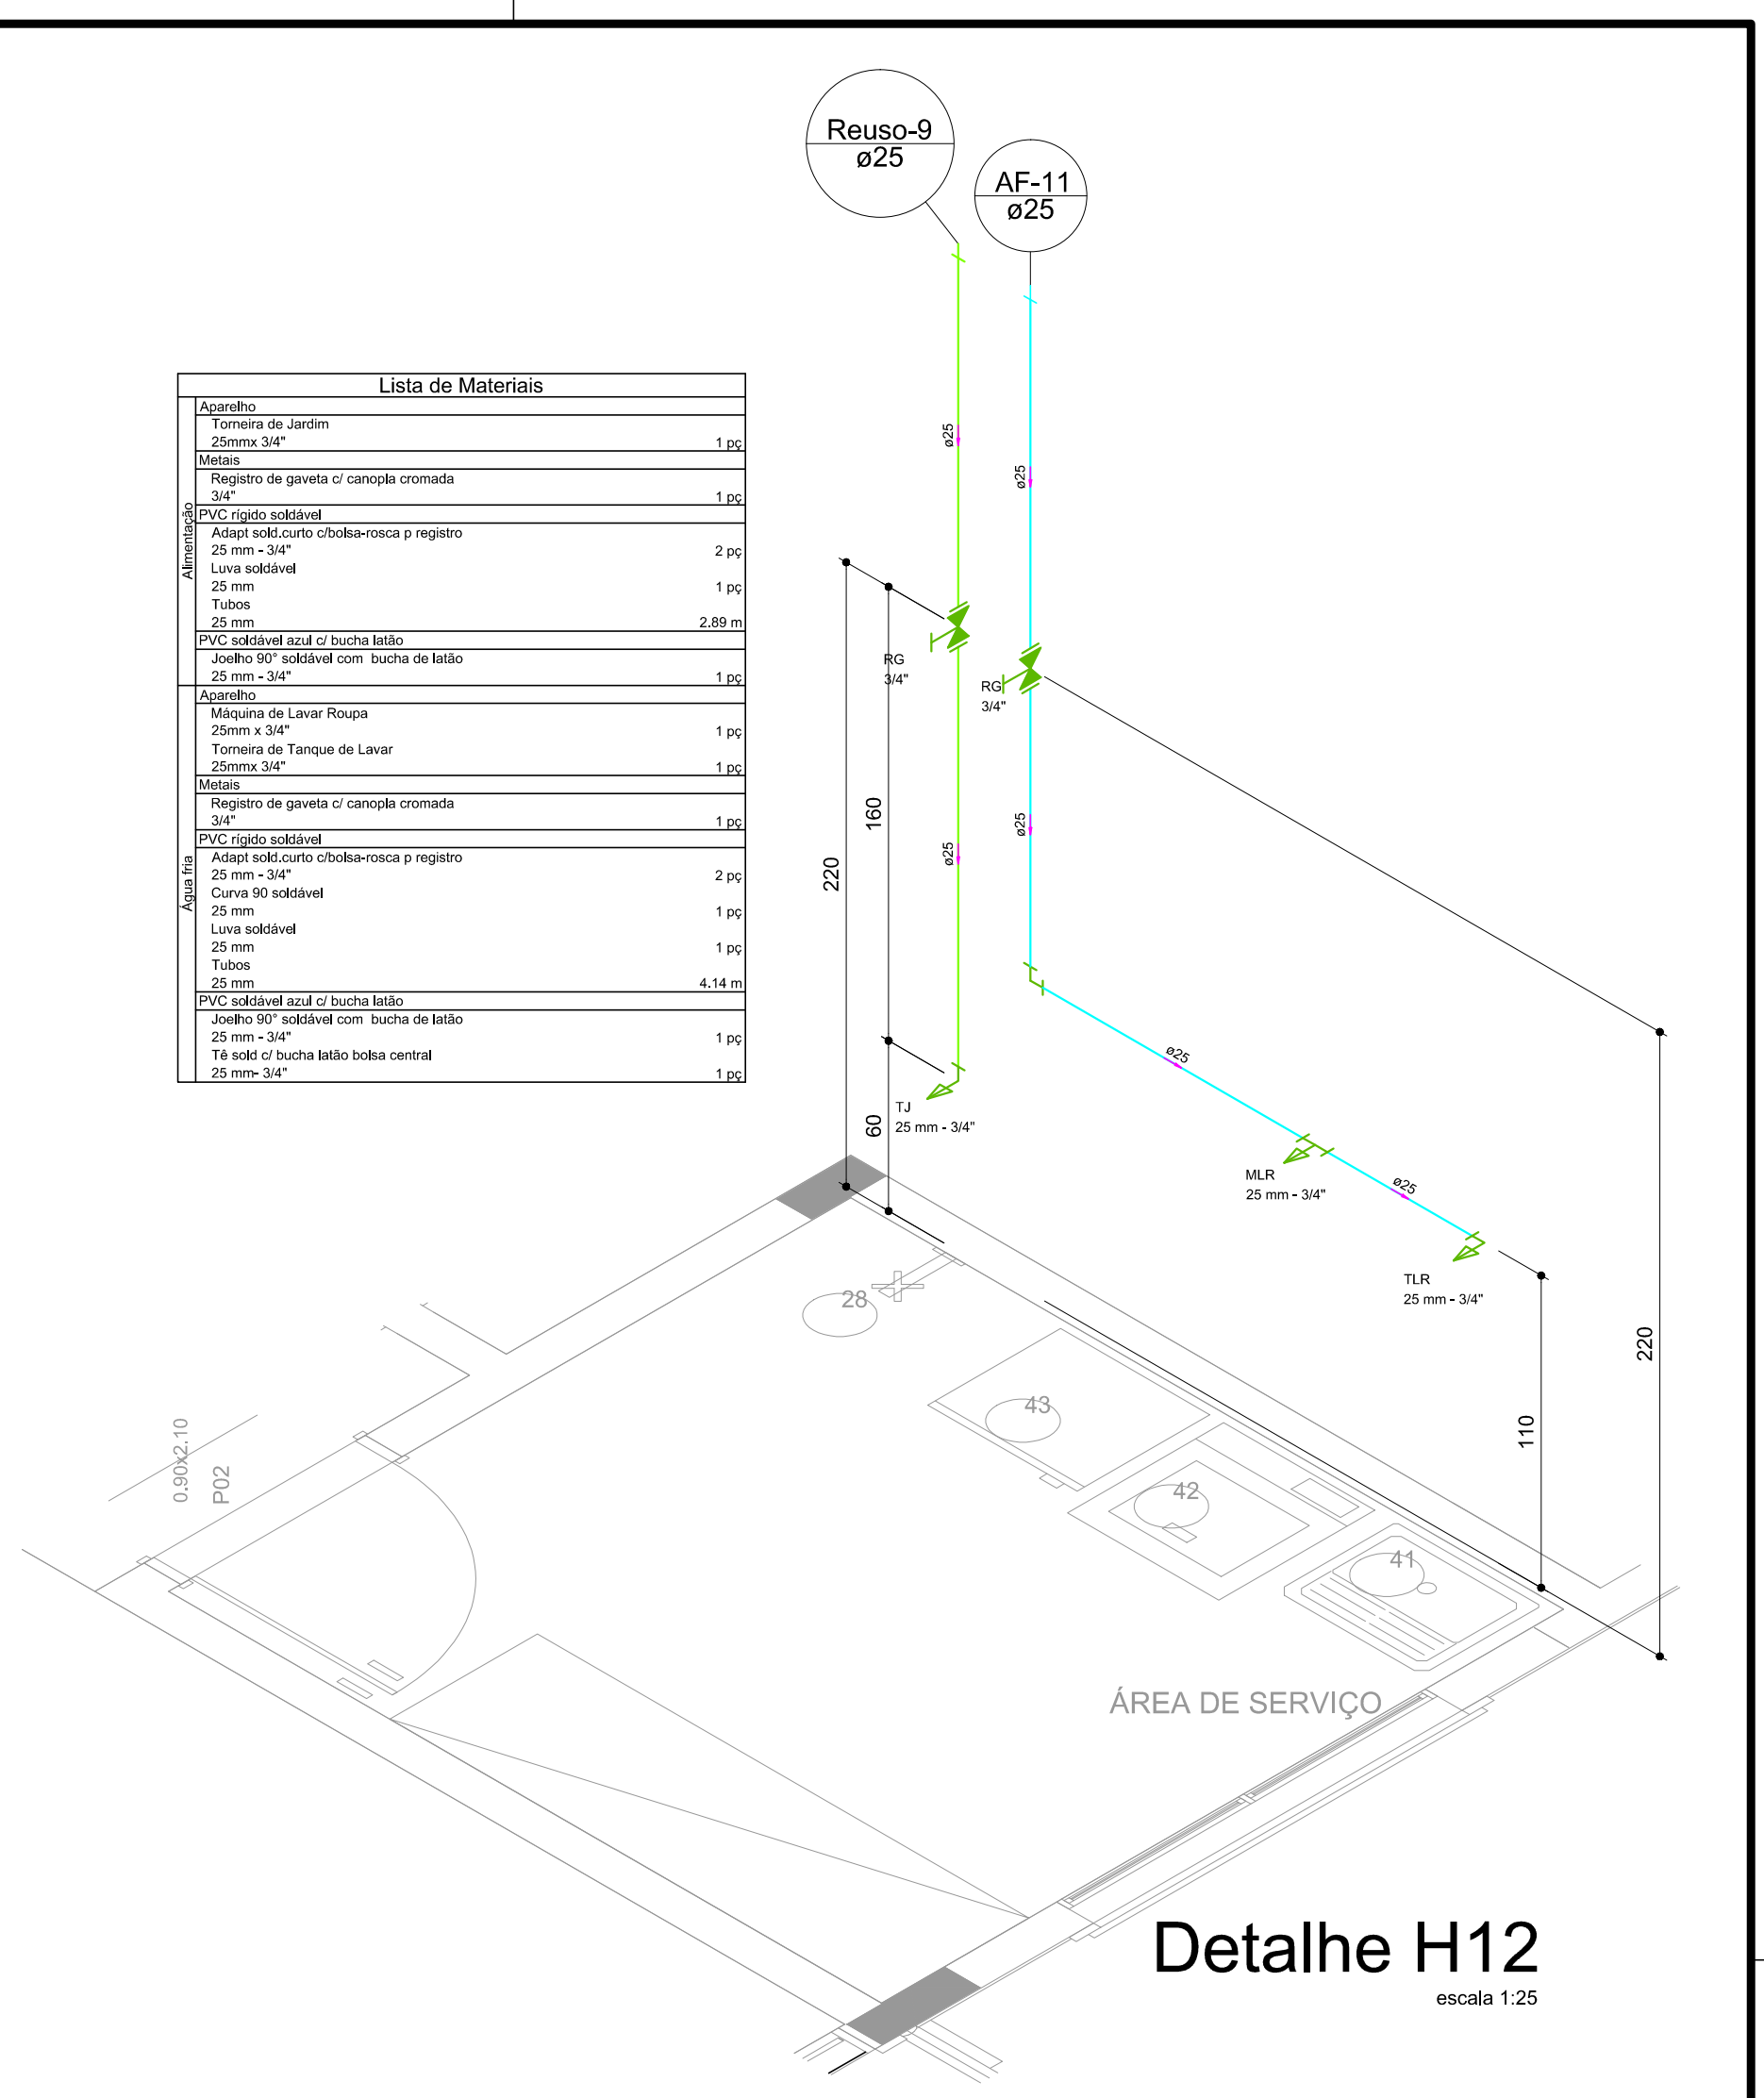 Reuso-9
ø25
AF-11
ø25
Lista de Materiais
Alimentação
Aparelho
Torneira de Jardim
25mmx 3/4" 1 pç
Metais
Registro de gaveta c/ canopla cromada
3/4" 1 pç
PVC rígido soldável
Adapt sold.curto c/bolsa-rosca p registro
25 mm - 3/4" 2 pç
Luva soldável
25 mm 1 pç
Tubos
25 mm 2.89 m
PVC soldável azul c/ bucha latão
Joelho 90° soldável com bucha de latão
25 mm - 3/4" 1 pç
Água fria
Aparelho
Máquina de Lavar Roupa
25mm x 3/4" 1 pç
Torneira de Tanque de Lavar
25mmx 3/4" 1 pç
Metais
Registro de gaveta c/ canopla cromada
3/4" 1 pç
PVC rígido soldável
Adapt sold.curto c/bolsa-rosca p registro
25 mm - 3/4" 2 pç
Curva 90 soldável
25 mm 1 pç
Luva soldável
25 mm 1 pç
Tubos
25 mm 4.14 m
PVC soldável azul c/ bucha latão
Joelho 90° soldável com bucha de latão
25 mm - 3/4" 1 pç
Tê sold c/ bucha latão bolsa central
25 mm- 3/4" 1 pç
ø25
ø25
RG
3/4"
RG
3/4"
160
220
ø25
ø25
60
TJ
25 mm - 3/4"
ø25
MLR
25 mm - 3/4"
ø25
TLR
25 mm - 3/4"
220
110
28
43
42
41
0.90x2.10
P02
ÁREA DE SERVIÇO
Detalhe H12
escala 1:25